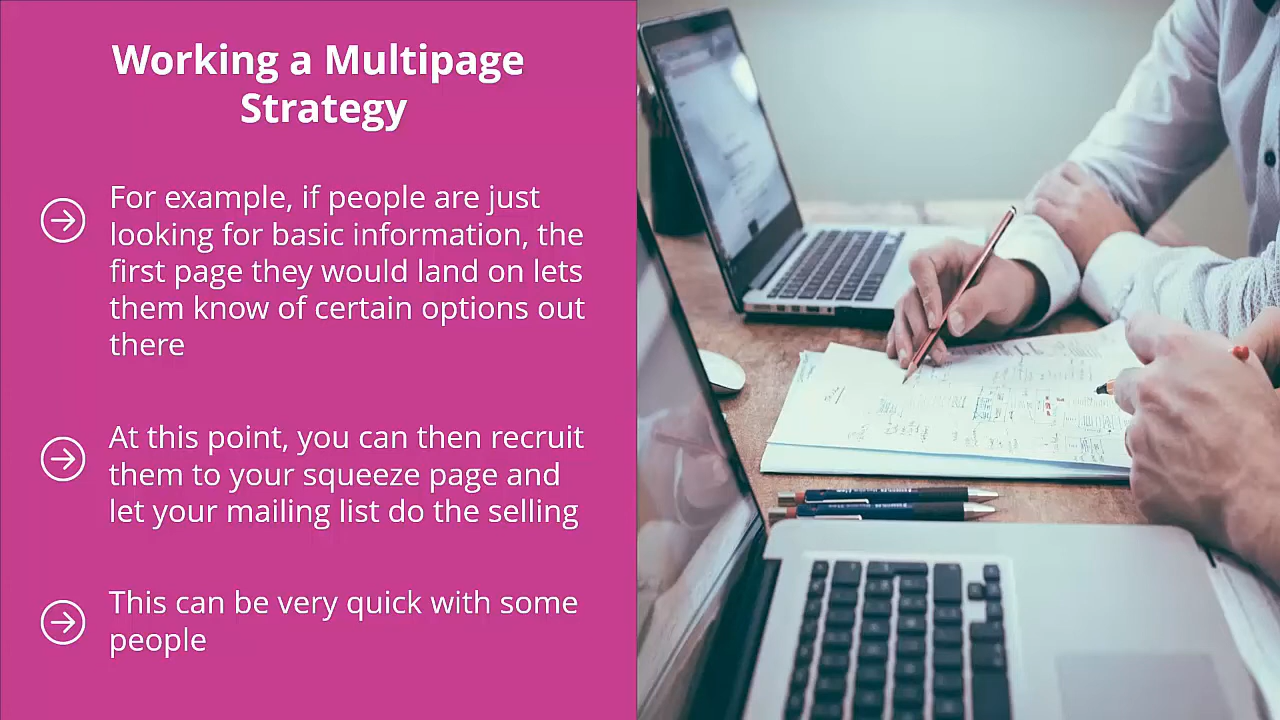 Working a Multipage
Strategy
For example, if people are just
looking for basic information, the
first page they would land on lets
them know of certain options out
there
At this point, you can then recruit
them to your squeeze page and
let your mailing list do the selling
This can be very quick with some
people